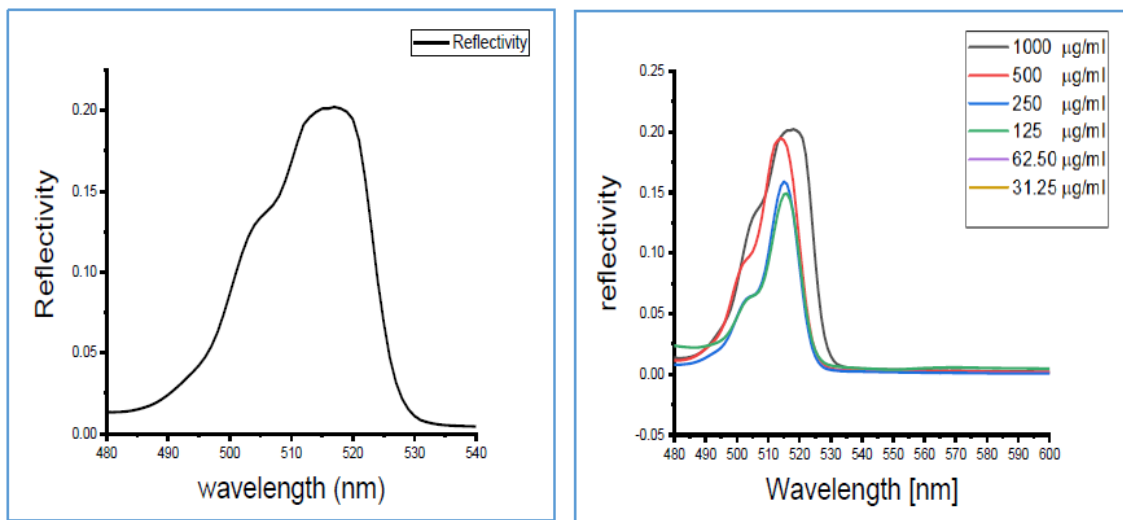 Reflectivity
0.20
0.15
0.10
0.05
0.00
Reflectivity
480 490 500 510 520 530 540
wavelength (nm)
1000 µg/ml
500 µg/ml
250 µg/ml
125 µg/ml
62.50 µg/ml
31.25 µg/ml
0.25
0.20
0.15
0.10
0.05
0.00
-0.05
reflectivity
480 490 500 510 520 530 540 550 560 570 580 590 600
Wavelength [nm]